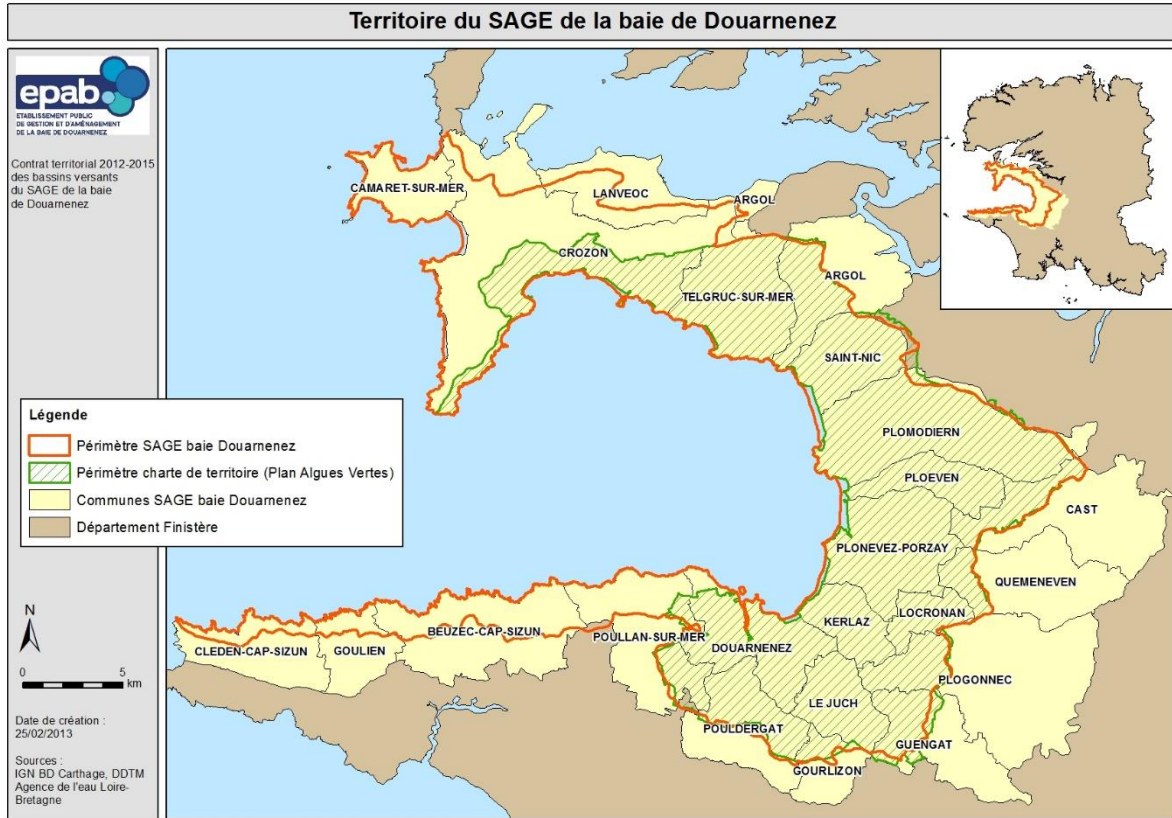 Territoire du SAGE de la baie de Douarnenez
epab
ETABLISSEMENT PUBLIC
DE GESTION ET D'AMÉNAGEMENT
DE LA BAIE DE DOUARNENEZ
Contrat territorial 2012-2015
des bassins versants
du SAGE de la baie
de Douarnenez
CAMARET-SUR-MER
LANVEOC
ARGOL
CROZON
TELGRUC-SUR-MER
ARGOL
SAINT-NIC
PLOMODIERN
PLOEVEN
CAST
PLONEVEZ-PORZAY
QUEMENEVEN
LOCRONAN
KERLAZ
BEUZEC-CAP-SIZUN
POULLAN-SUR-MER
DOUARNENEZ
CLEDEN-CAP-SIZUN
GOULIEN
PLOGONNEC
LE JUCH
POULDERGAT
GUENGAT
GOURLIZON
Légende
Périmètre SAGE baie Douarnenez
Périmètre charte de territoire (Plan Algues Vertes)
Communes SAGE baie Douarnenez
Département Finistère
N
0 5
km
Date de création :
25/02/2013
Sources :
IGN BD Carthage, DDTM
Agence de l'eau Loire-
Bretagne